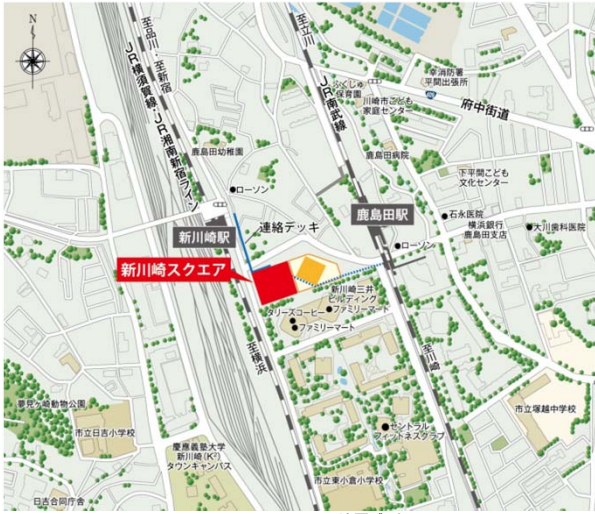 N
至品川・至新宿
JR横須賀線・JR湘南新宿ライン
至立川
JR南武線
ふくじゅ
保育園
川崎市こども
家庭センター
幸消防署
平間出張所
府中街道
鹿島田幼稚園
鹿島田病院
下平間こども
文化センター
ローソン
連絡デッキ
鹿島田駅
石永医院
横浜銀行
鹿島田支店
大川歯科医院
新川崎駅
ローソン
新川崎スクエア
新川崎三井
ビルディング
ファミリーマート
タリーズコーヒー
ファミリーマート
至横浜
至川崎
夢見ヶ崎動物公園
市立日吉小学校
慶應義塾大学
新川崎(K²)
タウンキャンパス
セントラル
フィットネスクラブ
市立塚越中学校
市立東小倉小学校
日吉合同庁舎